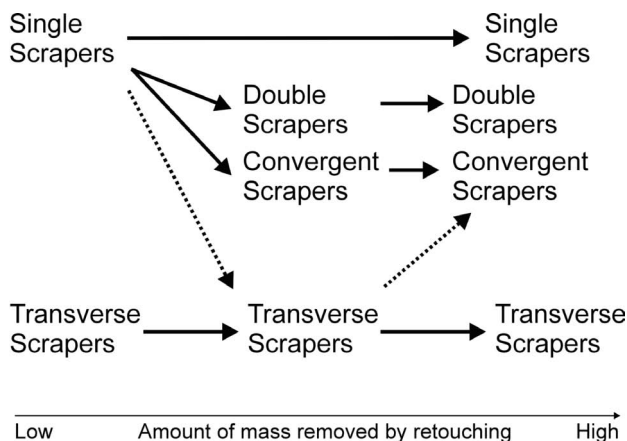 Single
Scrapers
Single
Scrapers
Double
Scrapers
Double
Scrapers
Convergent
Scrapers
Convergent
Scrapers
Transverse
Scrapers
Transverse
Scrapers
Transverse
Scrapers
Low
Amount of mass removed by retouching
High